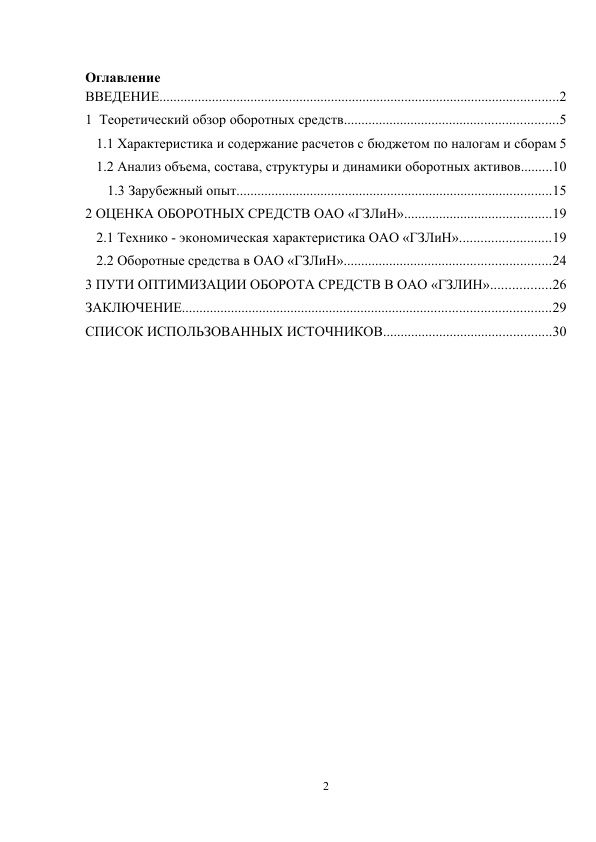 Оглавление
ВВЕДЕНИЕ.................................................................................................................2
1  Теоретический обзор оборотных средств.............................................................5
1.1 Характеристика и содержание расчетов с бюджетом по налогам и сборам 5
1.2 Анализ объема, состава, структуры и динамики оборотных активов.........10
1.3 Зарубежный опыт..........................................................................................15
2 ОЦЕНКА ОБОРОТНЫХ СРЕДСТВ ОАО «ГЗЛиН»..........................................19
2.1 Технико - экономическая характеристика ОАО «ГЗЛиН»..........................19
2.2 Оборотные средства в ОАО «ГЗЛиН»...........................................................24
3 ПУТИ ОПТИМИЗАЦИИ ОБОРОТА СРЕДСТВ В ОАО «ГЗЛИН».................26
ЗАКЛЮЧЕНИЕ.........................................................................................................29
СПИСОК ИСПОЛЬЗОВАННЫХ ИСТОЧНИКОВ................................................30
2